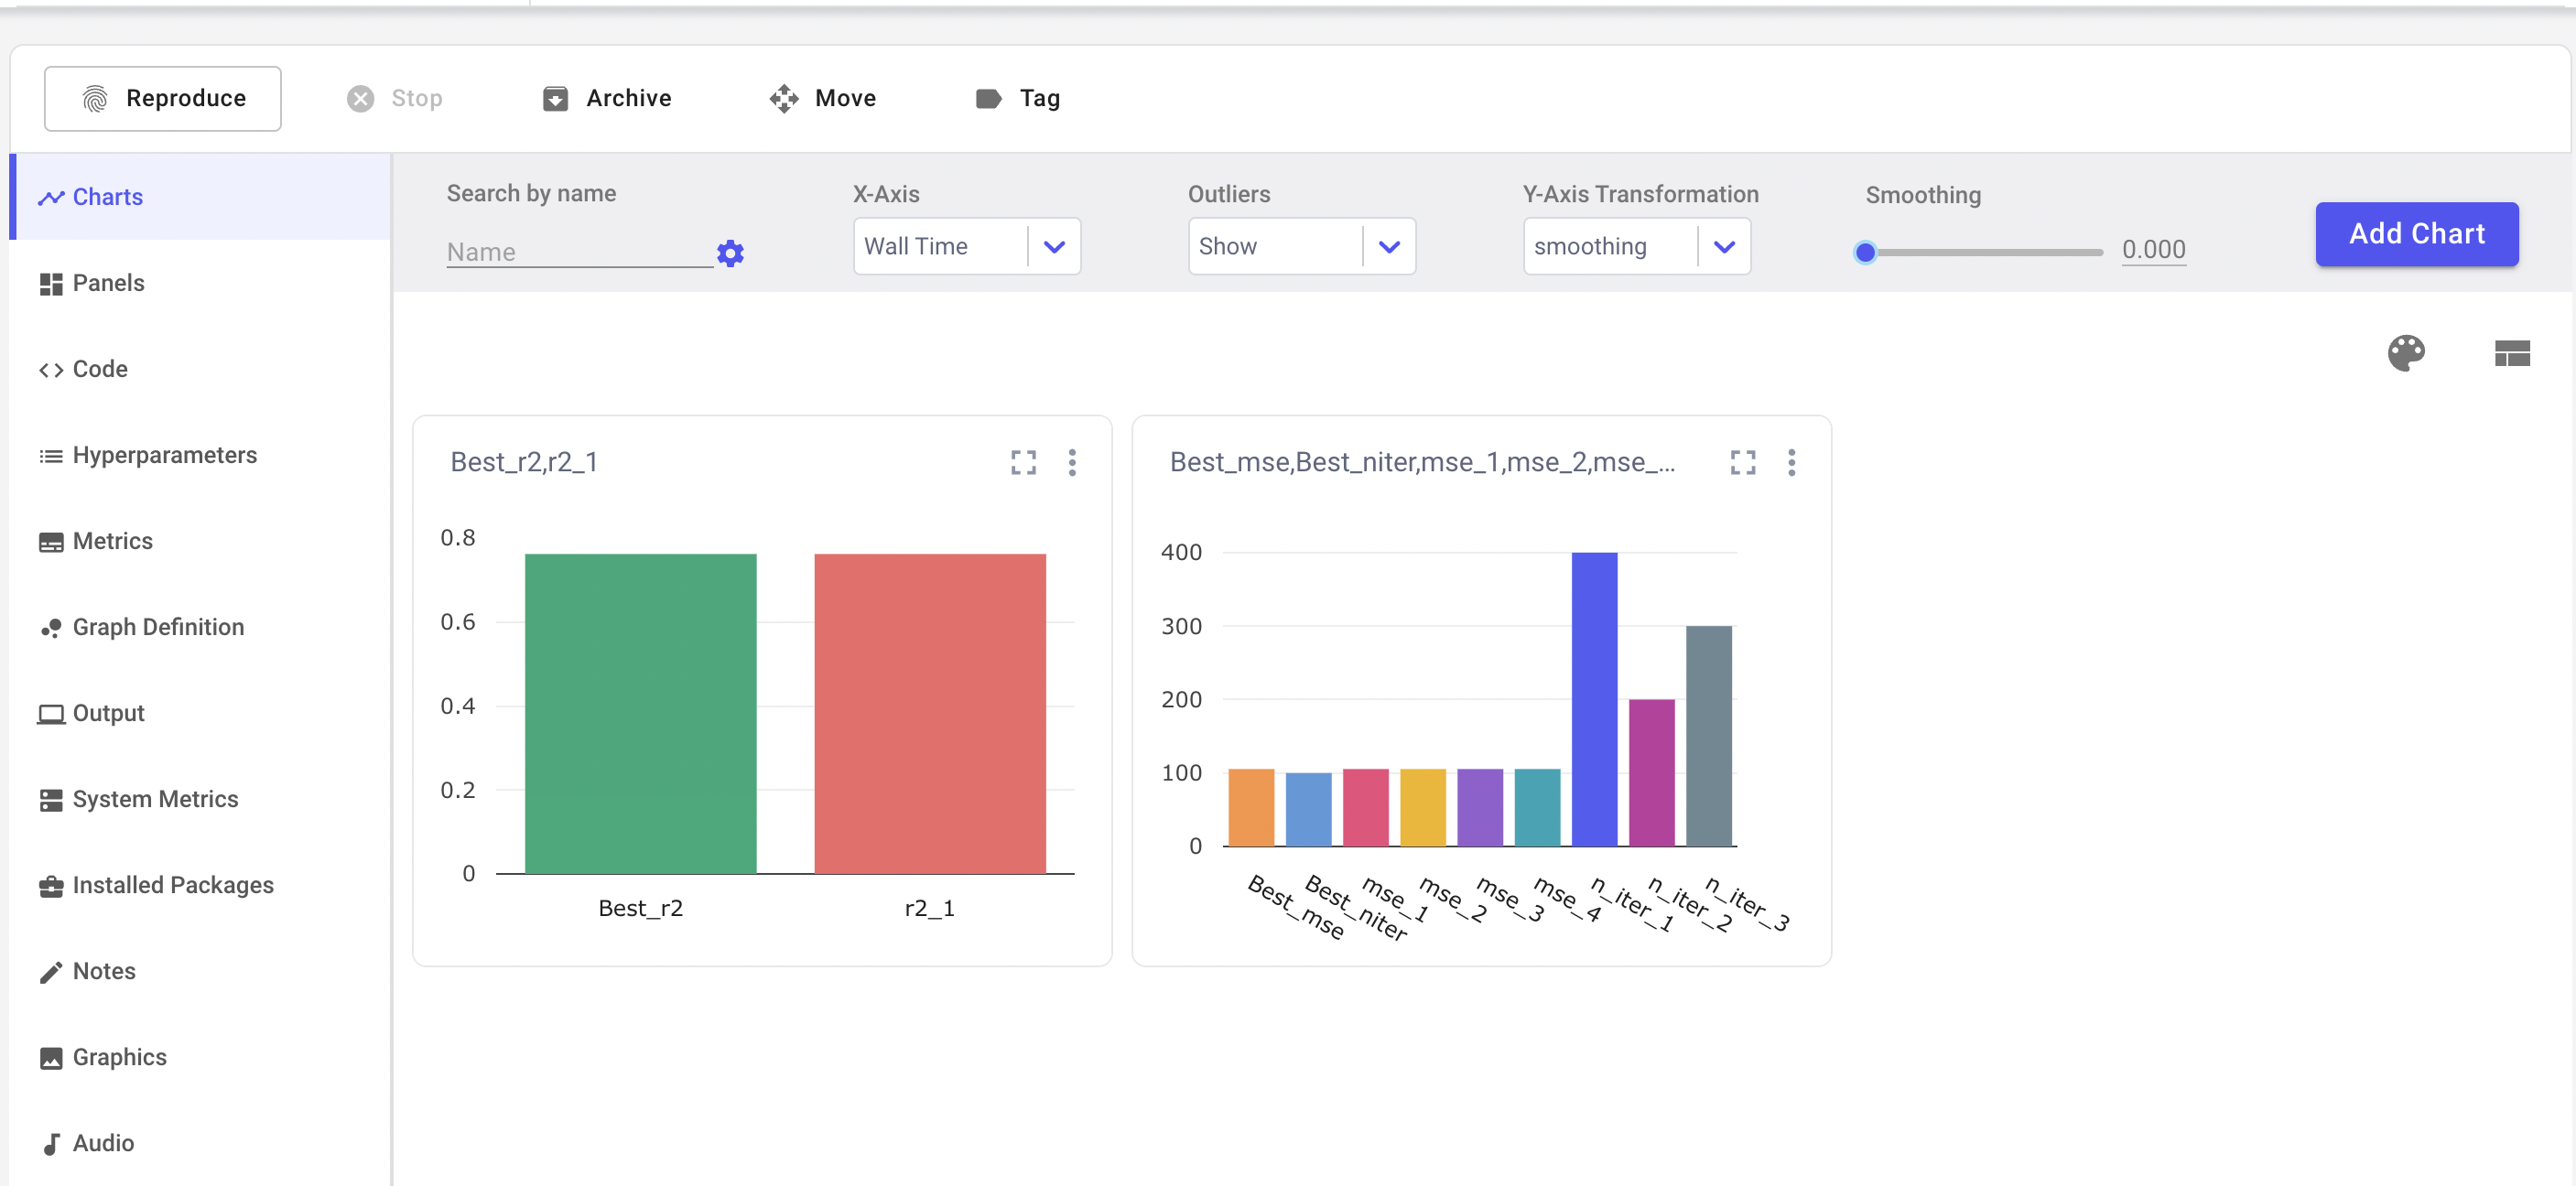 Reproduce
Stop
Archive
Move
Tag
Charts
Panels
Code
Hyperparameters
Metrics
Graph Definition
Output
System Metrics
Installed Packages
Notes
Graphics
Audio
Search by name
Name
X-Axis
Wall Time
Outliers
Show
Y-Axis Transformation
smoothing
Smoothing
0.000
Add Chart
Best_r2,r2_1
0.8
0.6
0.4
0.2
0
Best_r2
r2_1
Best_mse,Best_niter,mse_1,mse_2,mse_...
400
300
200
100
0
Best_mse
Best_niter
mse_1
mse_2
mse_3
mse_4
n_iter_1
n_iter_2
n_iter_3